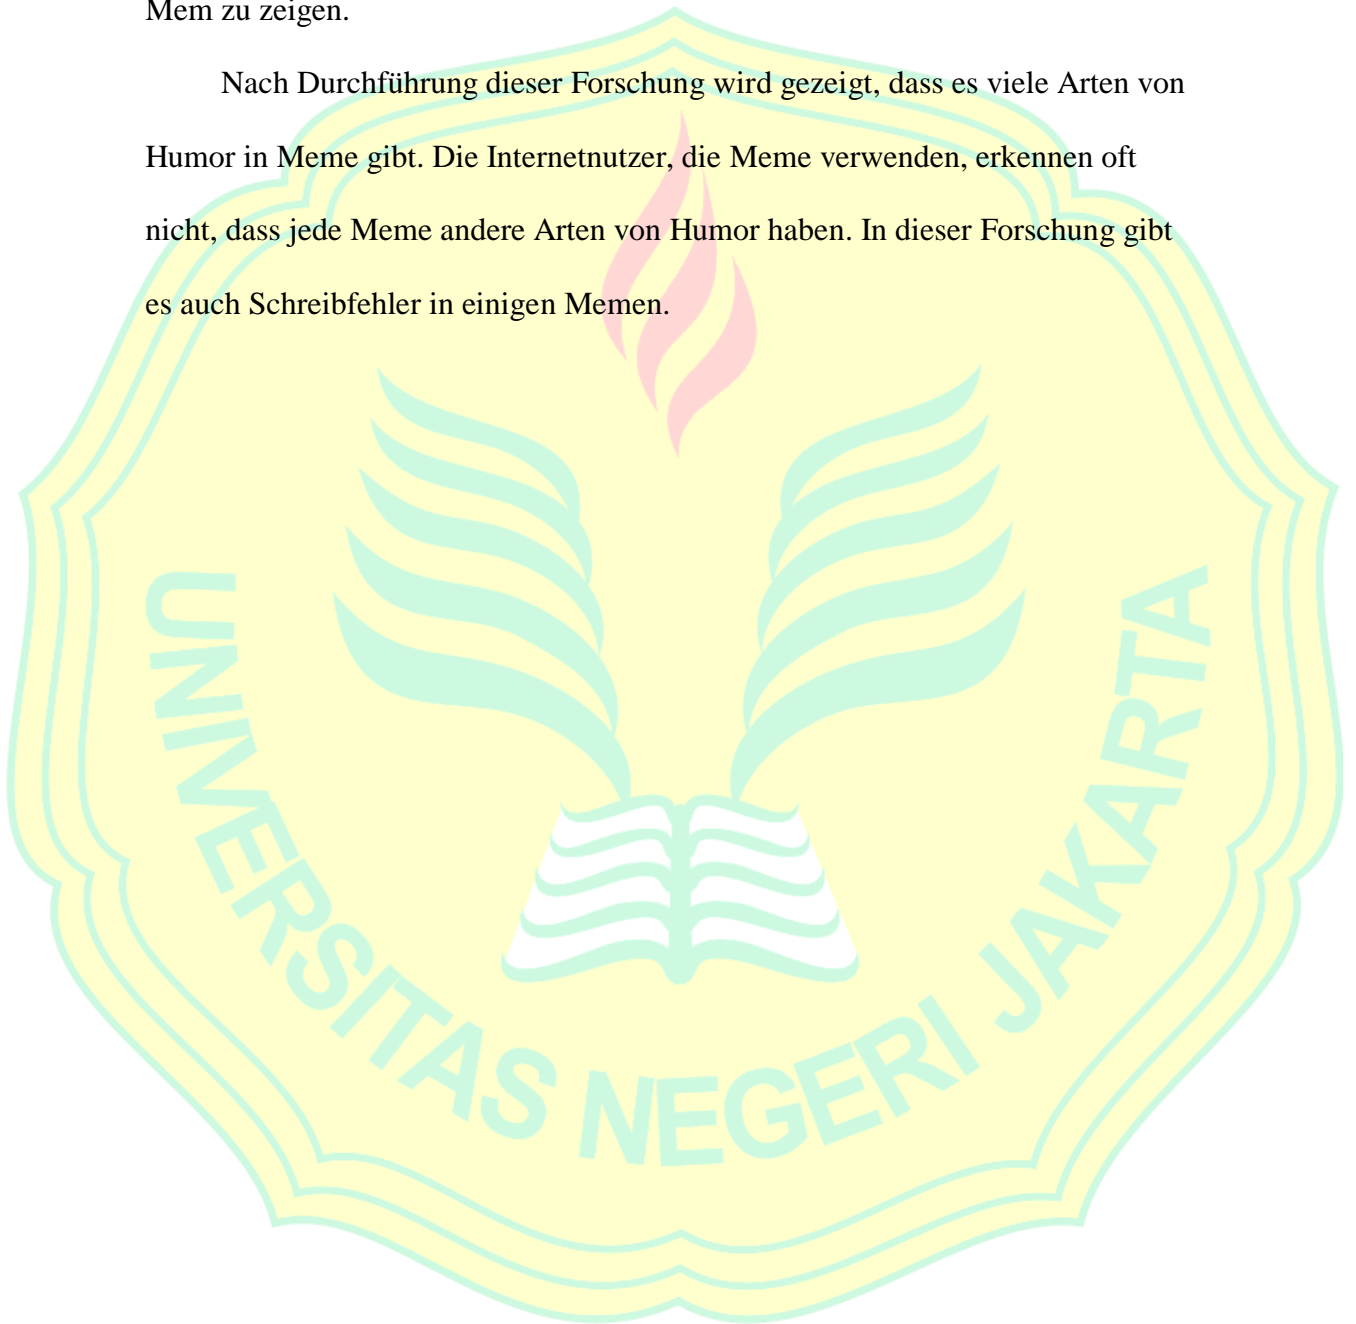 Mem zu zeigen.
Nach Durchführung dieser Forschung wird gezeigt, dass es viele Arten von
Humor in Meme gibt. Die Internetnutzer, die Meme verwenden, erkennen oft
nicht, dass jede Meme andere Arten von Humor haben. In dieser Forschung gibt
es auch Schreibfehler in einigen Memen.
UNIVERSITAS NEGERI JAKARTA